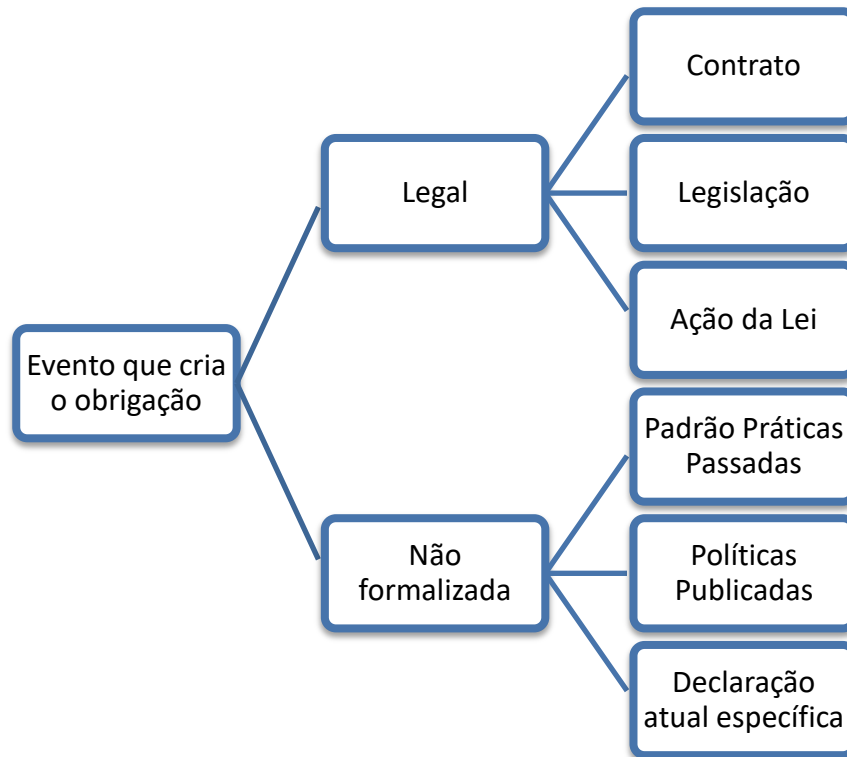 Evento que cria
o obrigação
Legal
Contrato
Legislação
Ação da Lei
Não
formalizada
Padrão Práticas
Passadas
Políticas
Publicadas
Declaração
atual específica